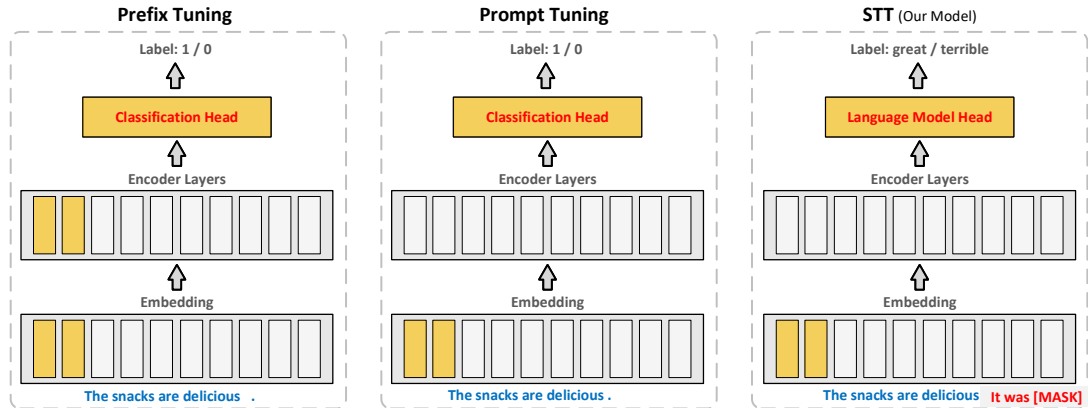 Prefix Tuning
Label: 1 / 0
Classification Head
Encoder Layers
Embedding
The snacks are delicious .
Prompt Tuning
Label: 1 / 0
Classification Head
Encoder Layers
Embedding
The snacks are delicious .
STT (Our Model)
Label: great / terrible
Language Model Head
Encoder Layers
Embedding
The snacks are delicious It was [MASK]